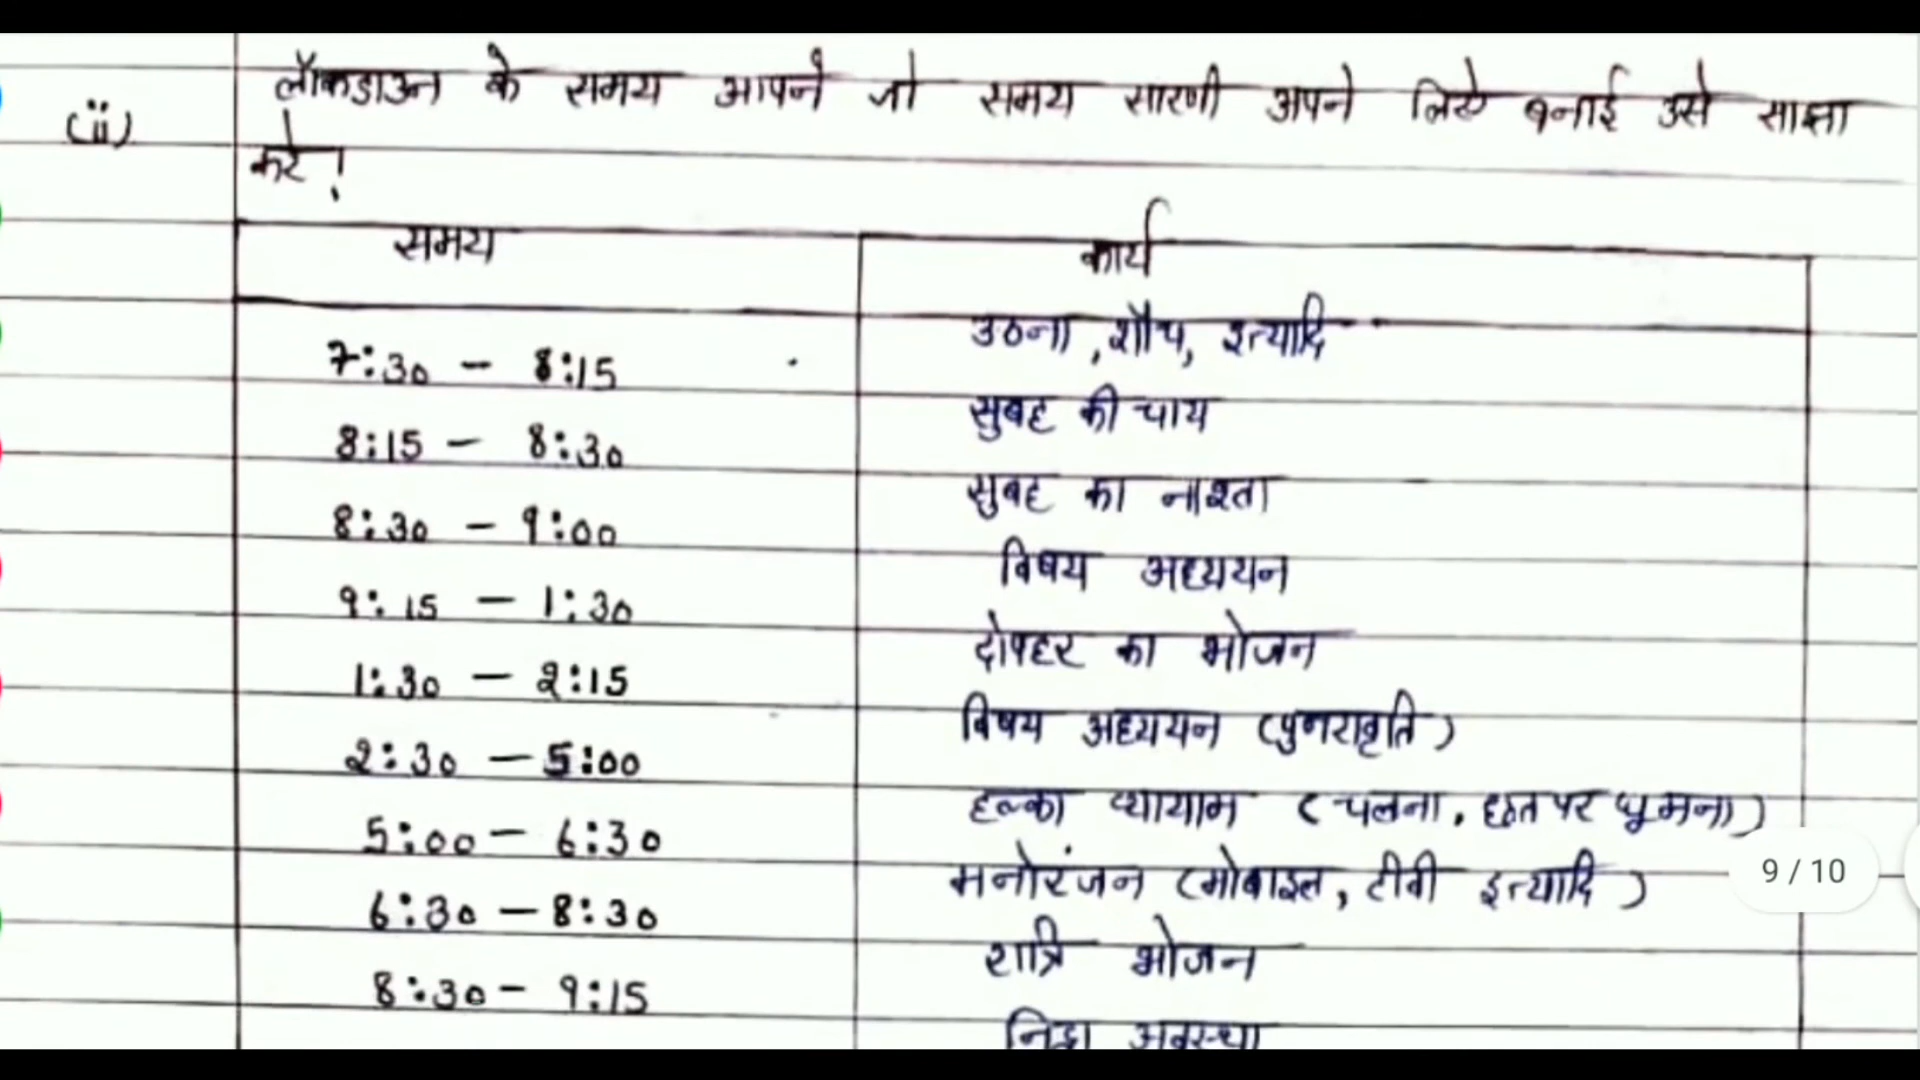 (ii) लॉकडाउन के समय आपने जो समय सारणी अपने लिए बनाई उसे साझा
करे !
समय कार्य
7:30 - 8:15 उठना , शौच, इत्यादि
8:15 - 8:30 सुबह की चाय
8:30 - 9:00 सुबह का नाश्ता
9:15 - 1:30 विषय अध्ययन
1:30 - 2:15 दोपहर का भोजन
2:30 - 5:00 विषय अध्ययन (पुनरावृति)
5:00 - 6:30 हल्का व्यायाम (चलना, छत पर घूमना)
6:30 - 8:30 मनोरंजन (मोबाइल, टीवी इत्यादि)
8:30 - 9:15 रात्रि भोजन
निद्रा अवस्था
9 / 10